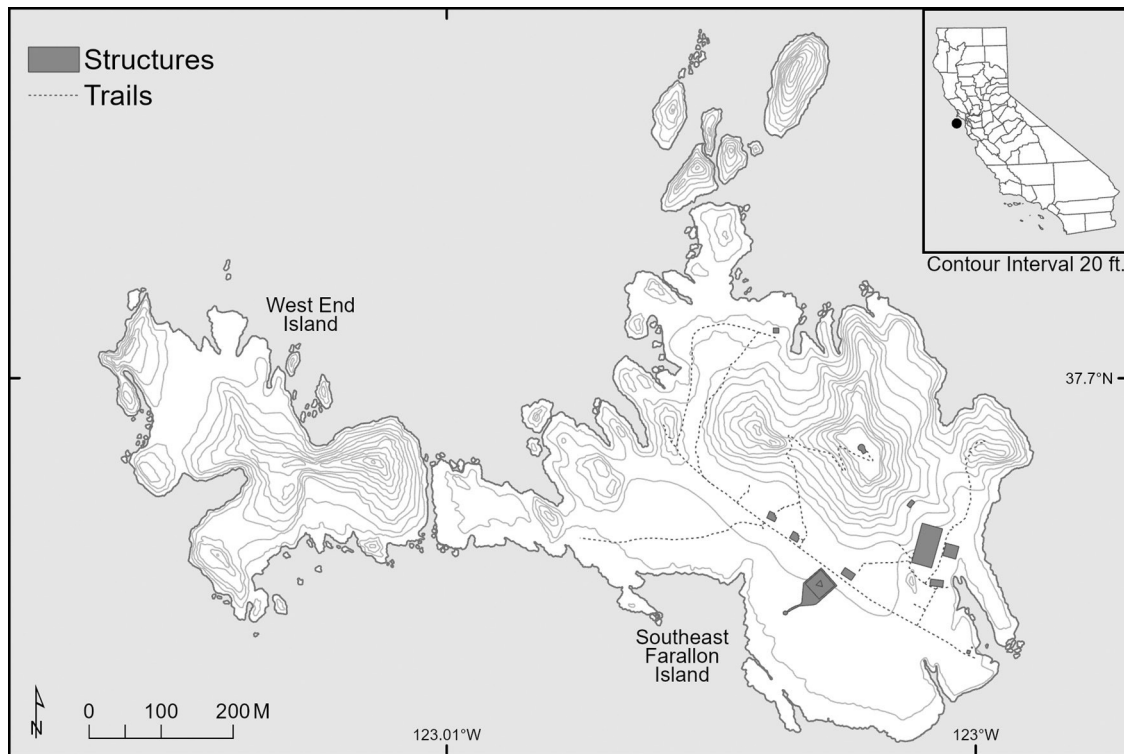 Structures
Trails
Contour Interval 20 ft.
West End
Island
37.7°N
Southeast
Farallon
Island
N
0 100 200 M
123.01°W
123°W